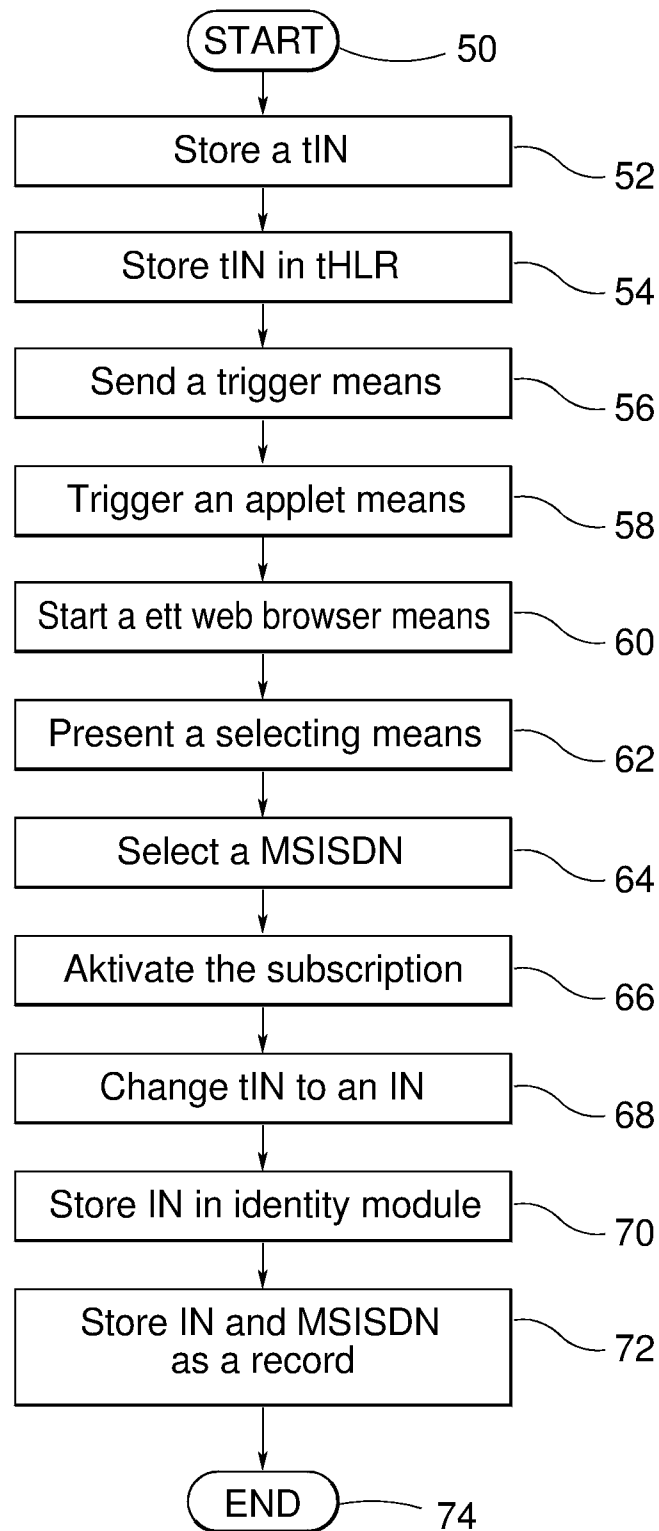 START
50
Store a tIN
52
Store tIN in tHLR
54
Send a trigger means
56
Trigger an applet means
58
Start a ett web browser means
60
Present a selecting means
62
Select a MSISDN
64
Aktivate the subscription
66
Change tIN to an IN
68
Store IN in identity module
70
Store IN and MSISDN
as a record
72
END
74